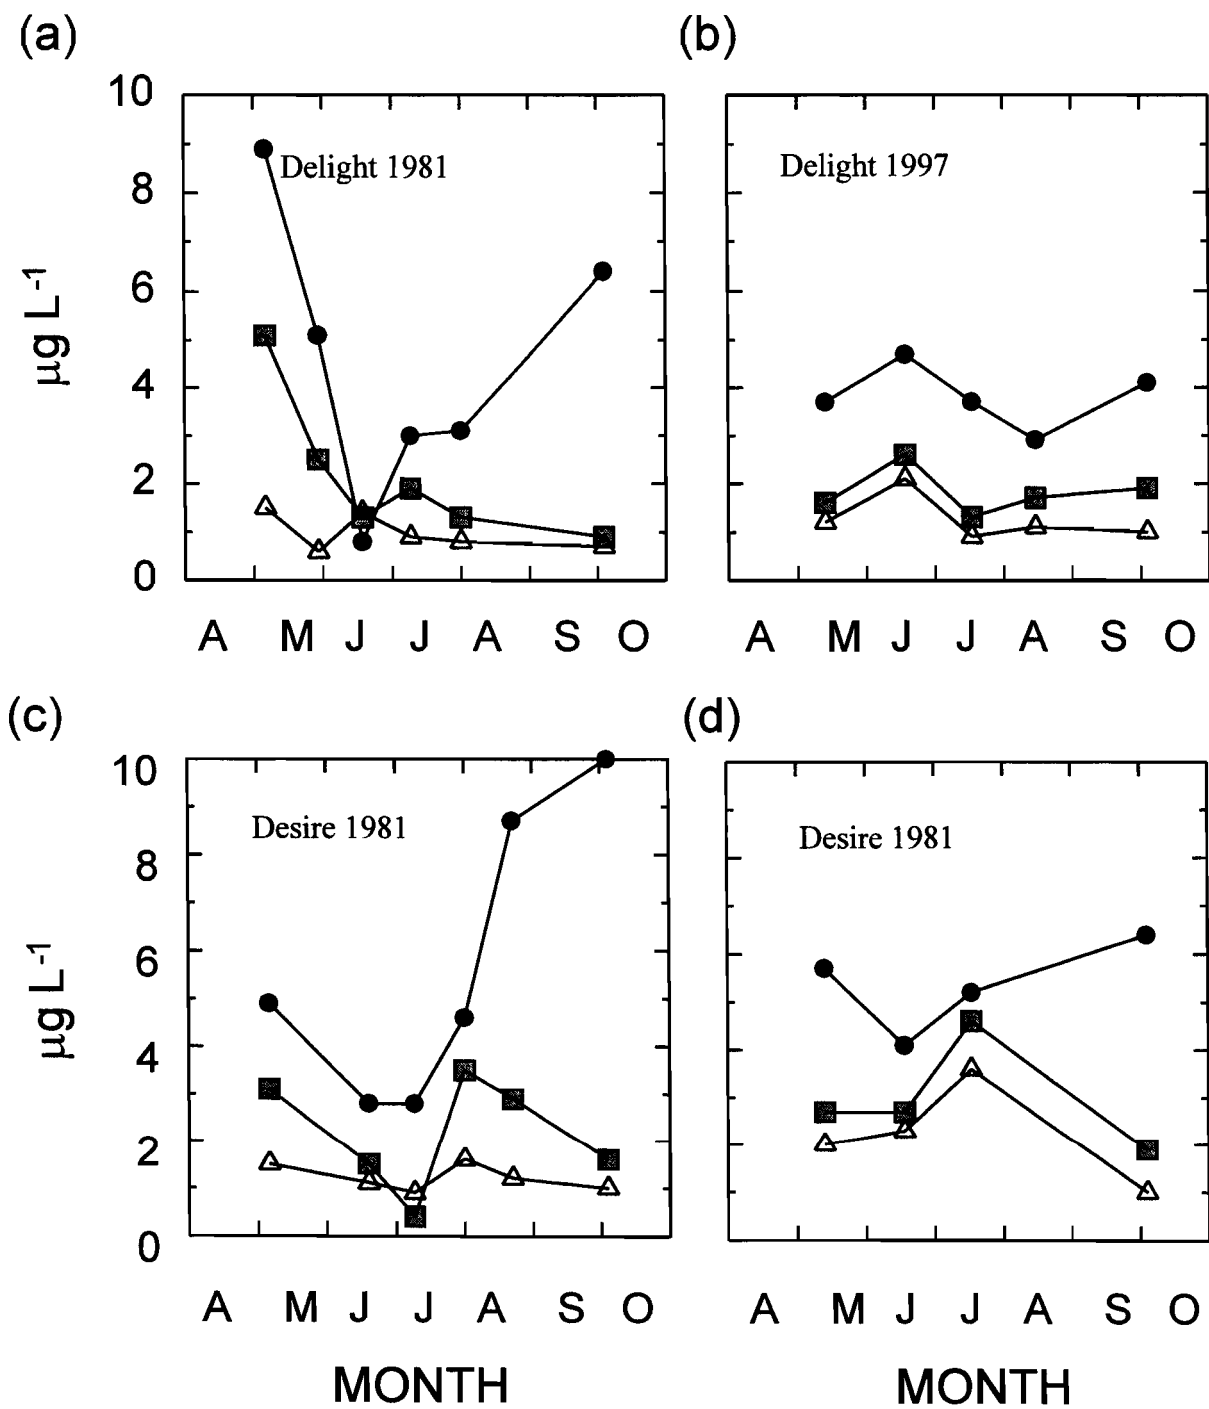 (a)
(b)
10
8
6
4
2
0
μg L-1
Delight 1981
Delight 1997
A M J J A S O
A M J J A S O
(c)
(d)
10
8
6
4
2
0
μg L-1
Desire 1981
Desire 1981
A M J J A S O
A M J J A S O
MONTH
MONTH